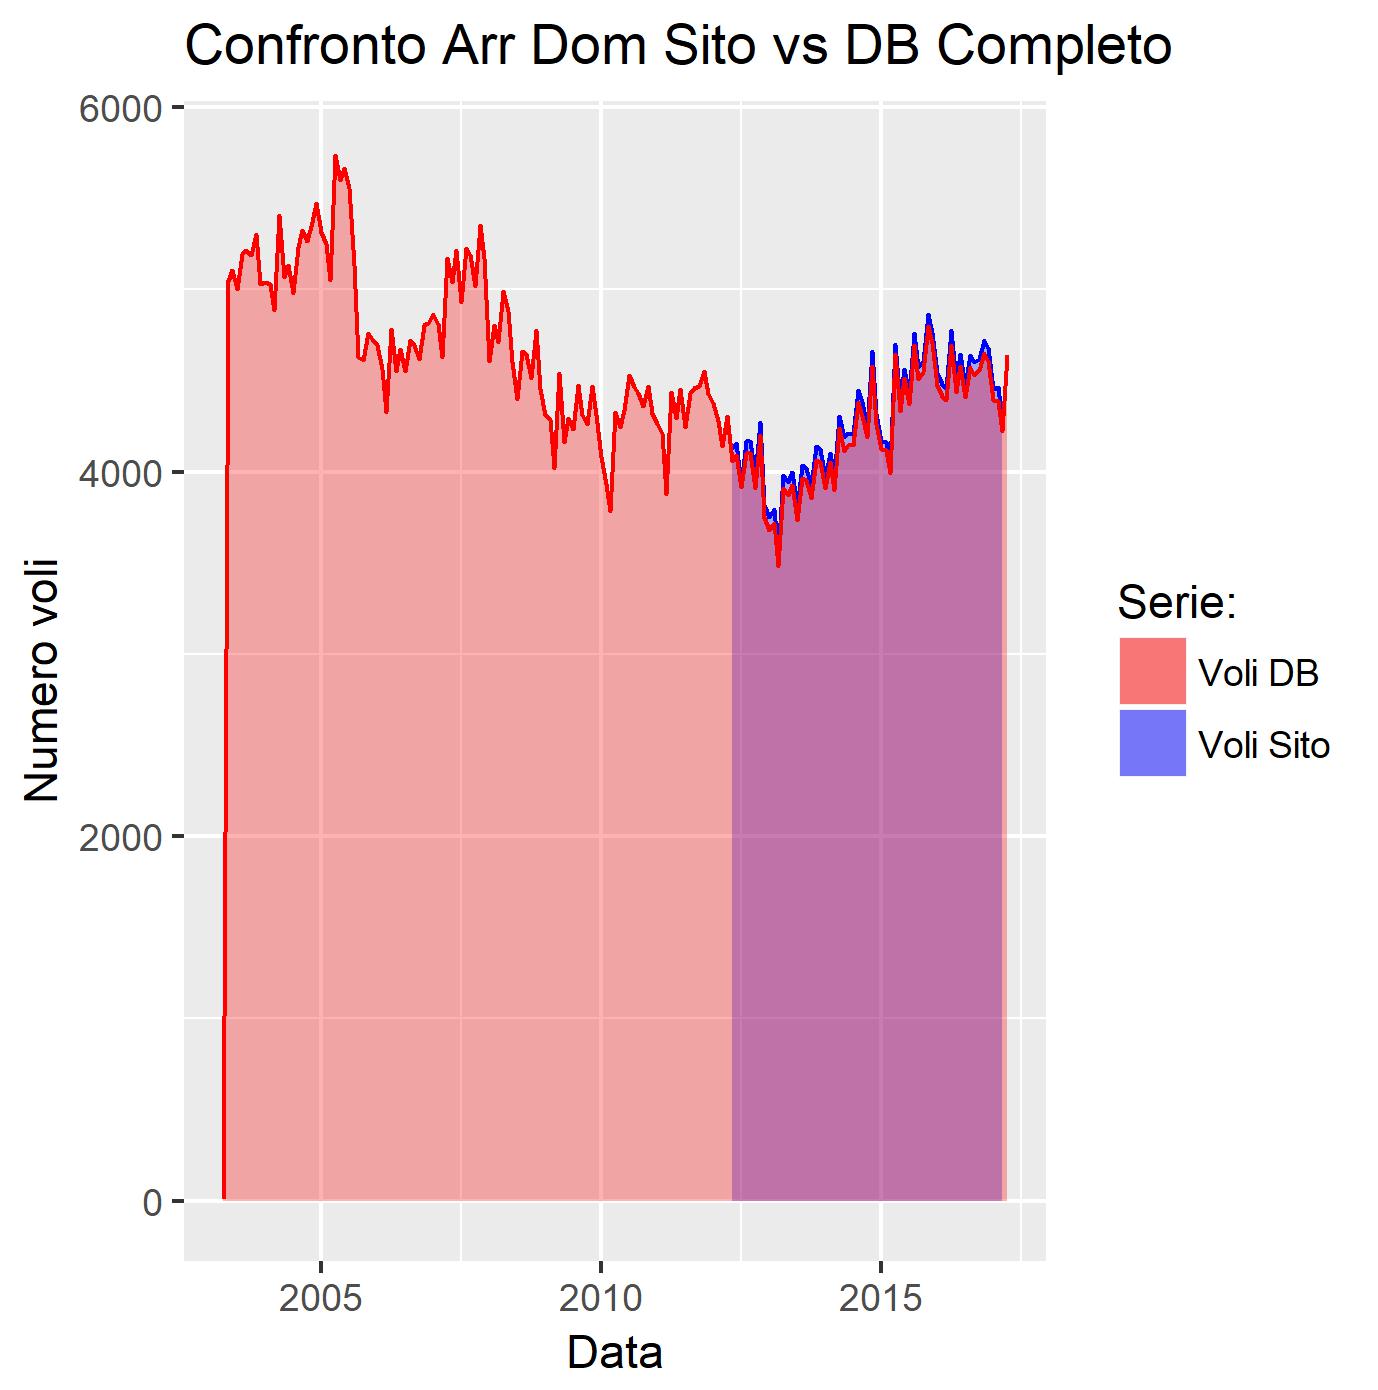 Confronto Arr Dom Sito vs DB Completo
6000
4000
2000
0
Numero voli
2005
2010
2015
Data
Serie:
Voli DB
Voli Sito